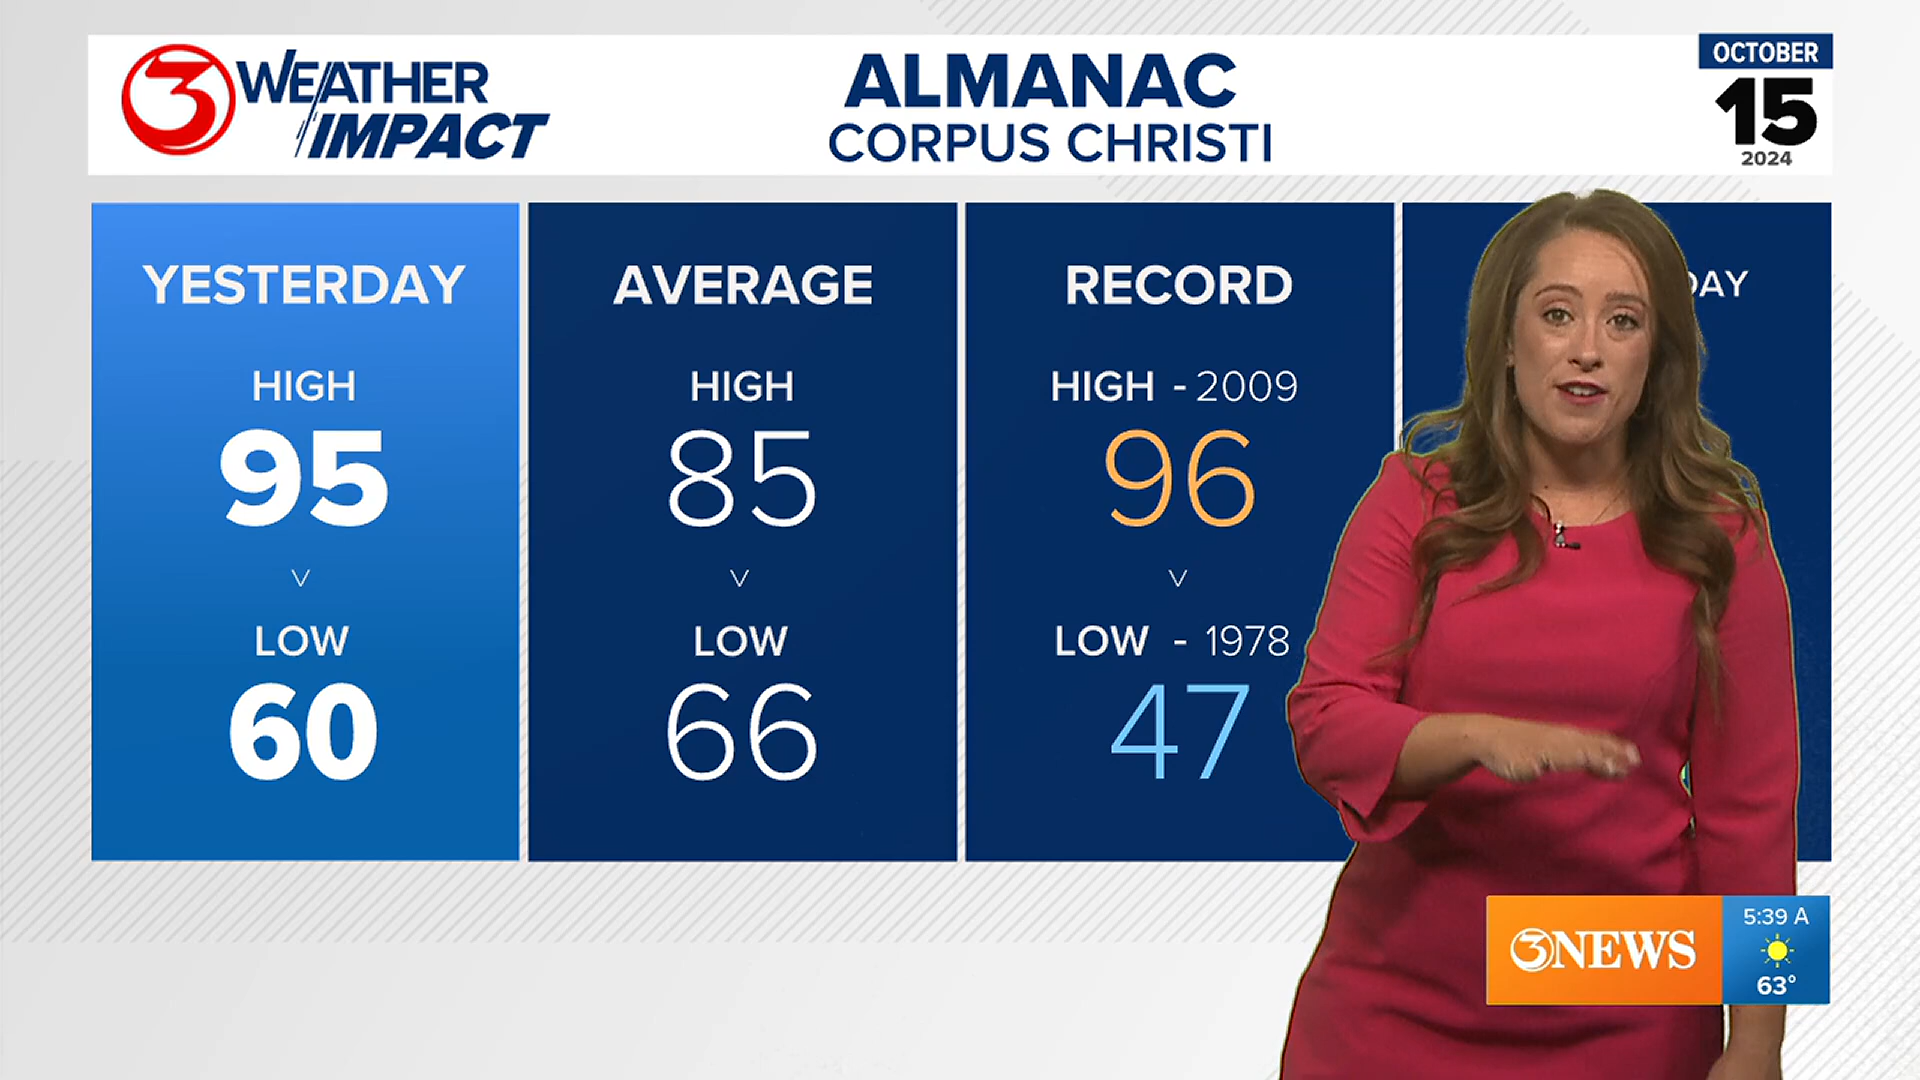 3 WEATHER
IMPACT
ALMANAC
CORPUS CHRISTI
OCTOBER
15
2024
YESTERDAY
HIGH
95
LOW
60
AVERAGE
HIGH
85
LOW
66
RECORD
HIGH - 2009
96
LOW - 1978
47
DAY
3NEWS
5:39 A
63°